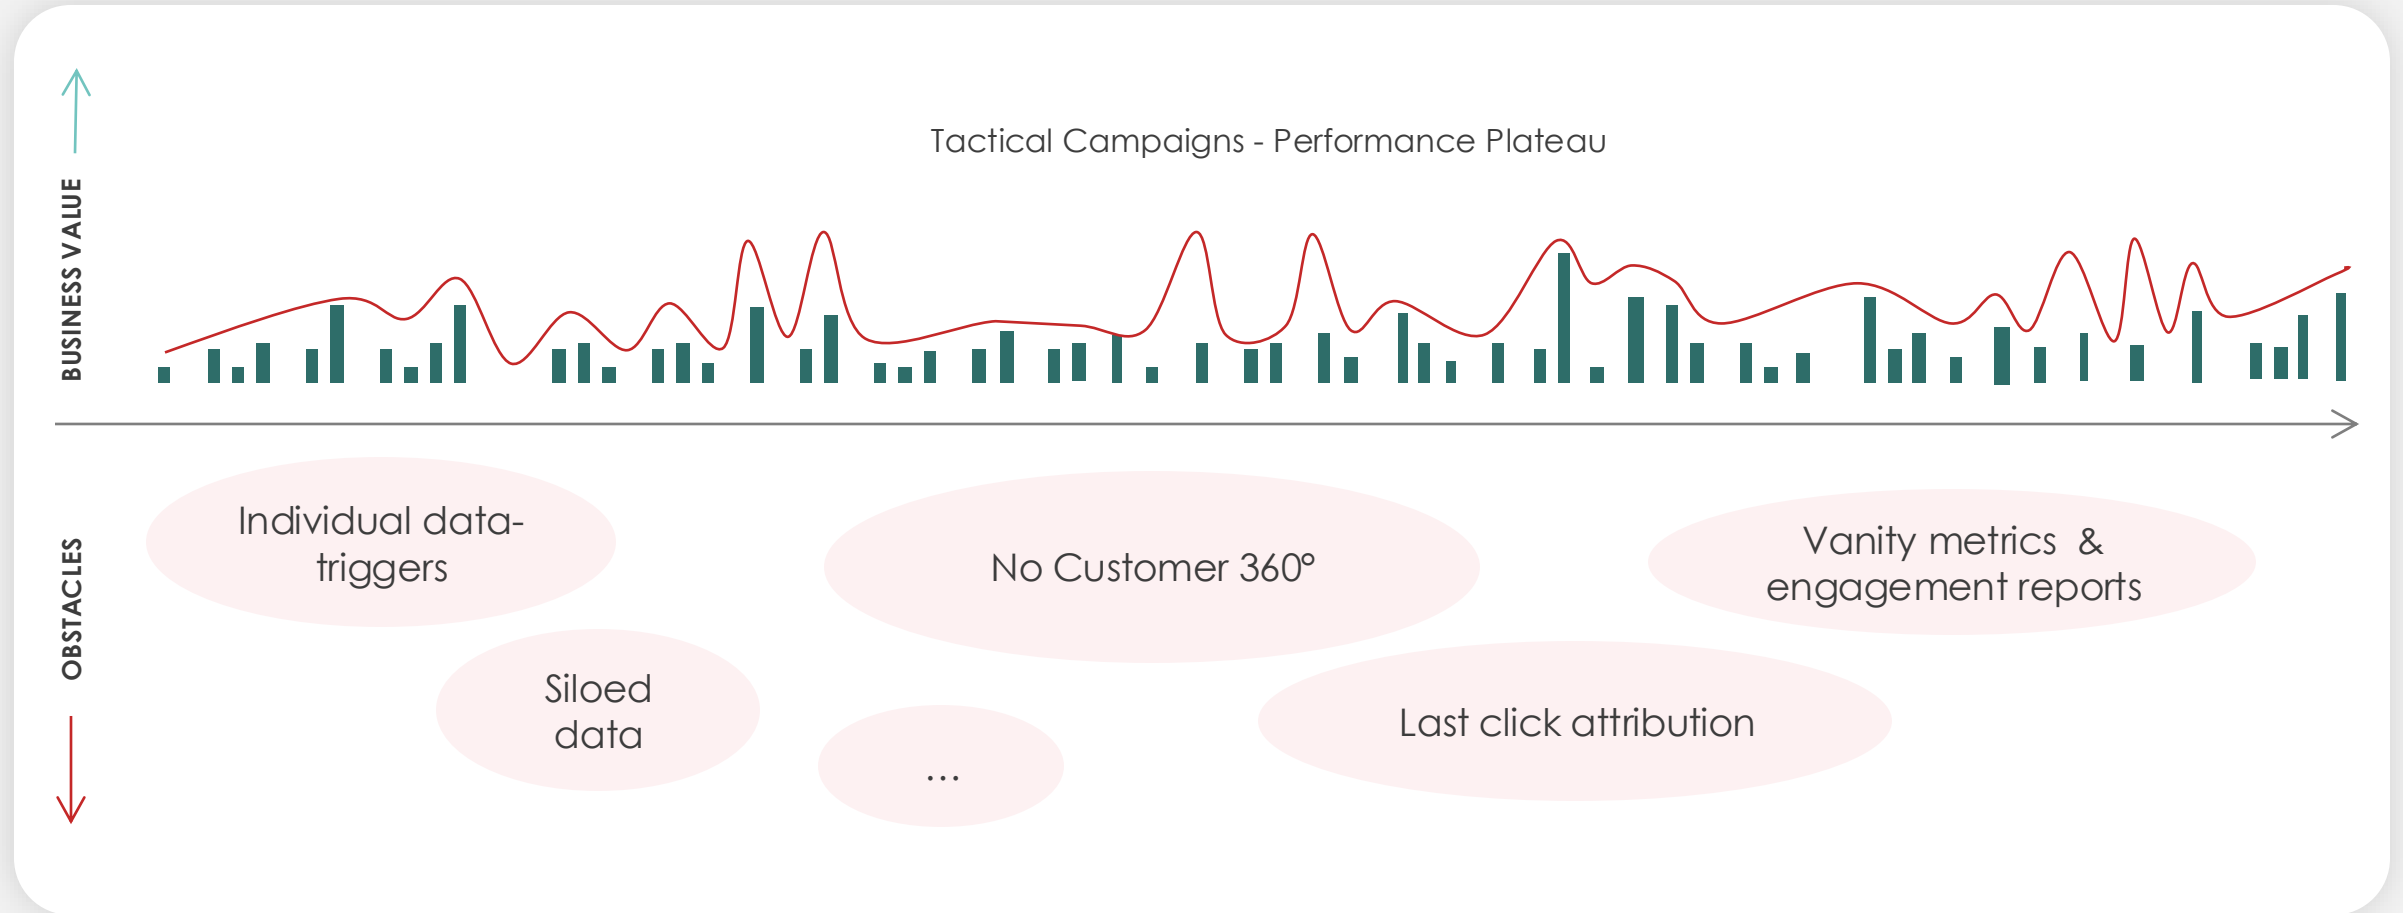 Tactical Campaigns - Performance Plateau
BUSINESS VALUE
OBSTACLES
Individual data-
triggers
No Customer 360°
Vanity metrics  &
engagement reports
Siloed
data
Last click attribution
...